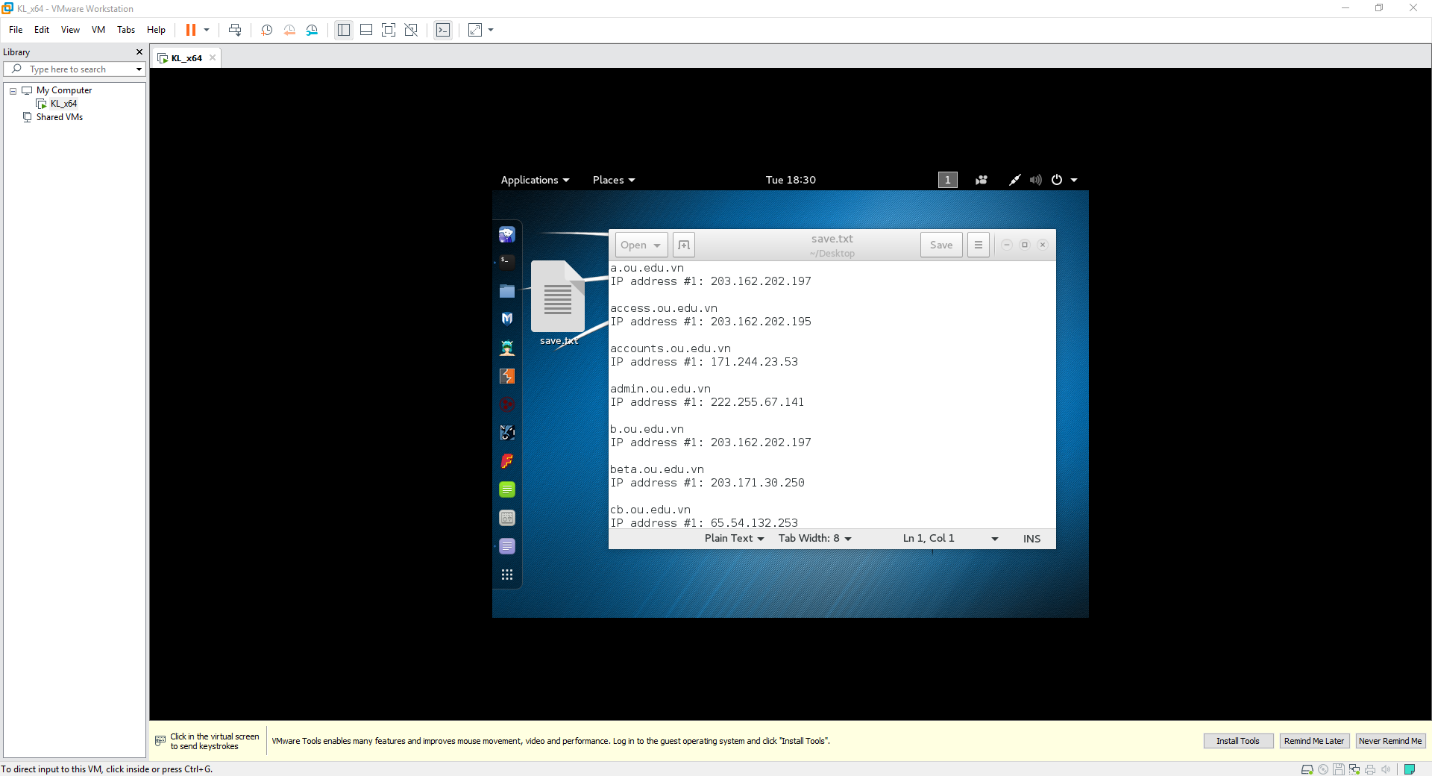 KL_x64 - VMware Workstation
File Edit View VM Tabs Help
Library
Type here to search
My Computer
KL_x64
Shared VMs
KL_x64
Applications Places Tue 18:30 1
Open save.txt Save
~/Desktop
a.ou.edu.vn
IP address #1: 203.162.202.197
access.ou.edu.vn
IP address #1: 203.162.202.195
accounts.ou.edu.vn
IP address #1: 171.244.23.53
admin.ou.edu.vn
IP address #1: 222.255.67.141
b.ou.edu.vn
IP address #1: 203.162.202.197
beta.ou.edu.vn
IP address #1: 203.171.30.250
cb.ou.edu.vn
IP address #1: 65.54.132.253
Plain Text Tab Width: 8 Ln 1, Col 1 INS
save.txt
Click in the virtual screen
to send keystrokes
VMware Tools enables many features and improves mouse movement, video and performance. Log in to the guest operating system and click "Install Tools".
Install Tools Remind Me Later Never Remind Me
To direct input to this VM, click inside or press Ctrl+G.